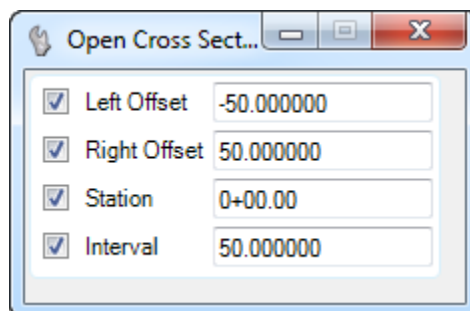 Open Cross Sect...
Left Offset -50.000000
Right Offset 50.000000
Station 0+00.00
Interval 50.000000